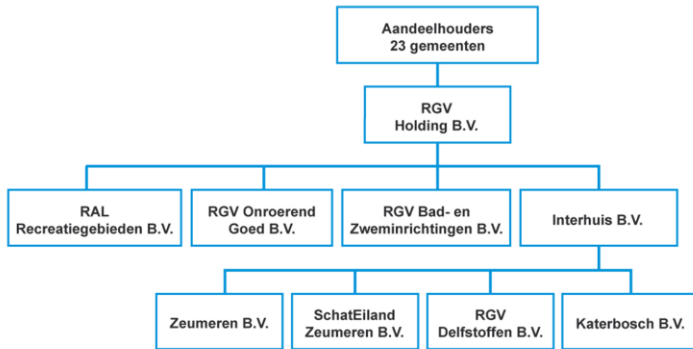 Aandeelhouders
23 gemeenten
RGV
Holding B.V.
RAL
Recreatiegebieden B.V.
RGV Onroerend
Goed B.V.
RGV Bad- en
Zweminrichtingen B.V.
Interhuis B.V.
Zeumeren B.V.
SchatEiland
Zeumeren B.V.
RGV
Delfstoffen B.V.
Katerbosch B.V.